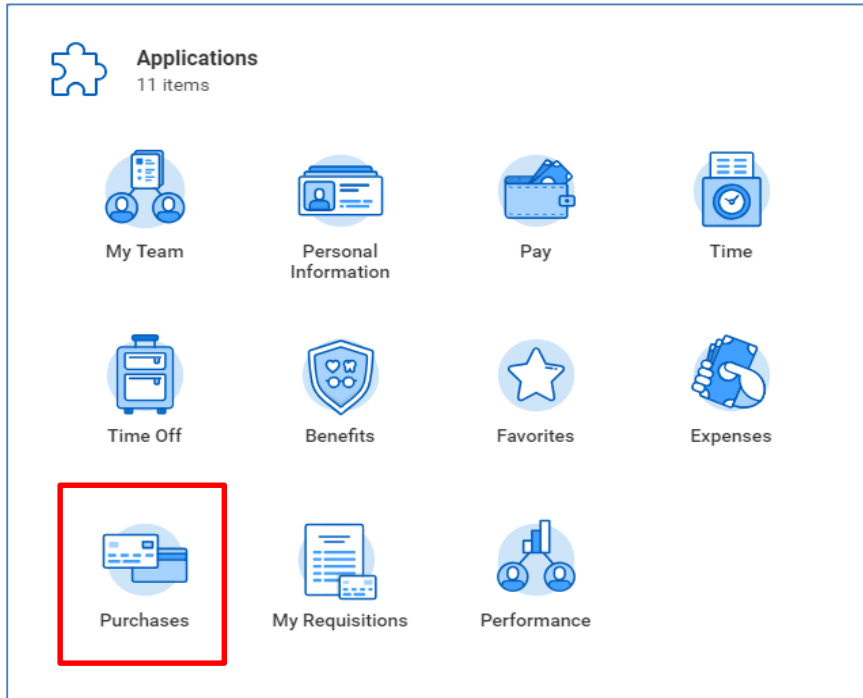 Applications
11 items
My Team
Personal
Information
Pay
Time
Time Off
Benefits
Favorites
Expenses
Purchases
My Requisitions
Performance